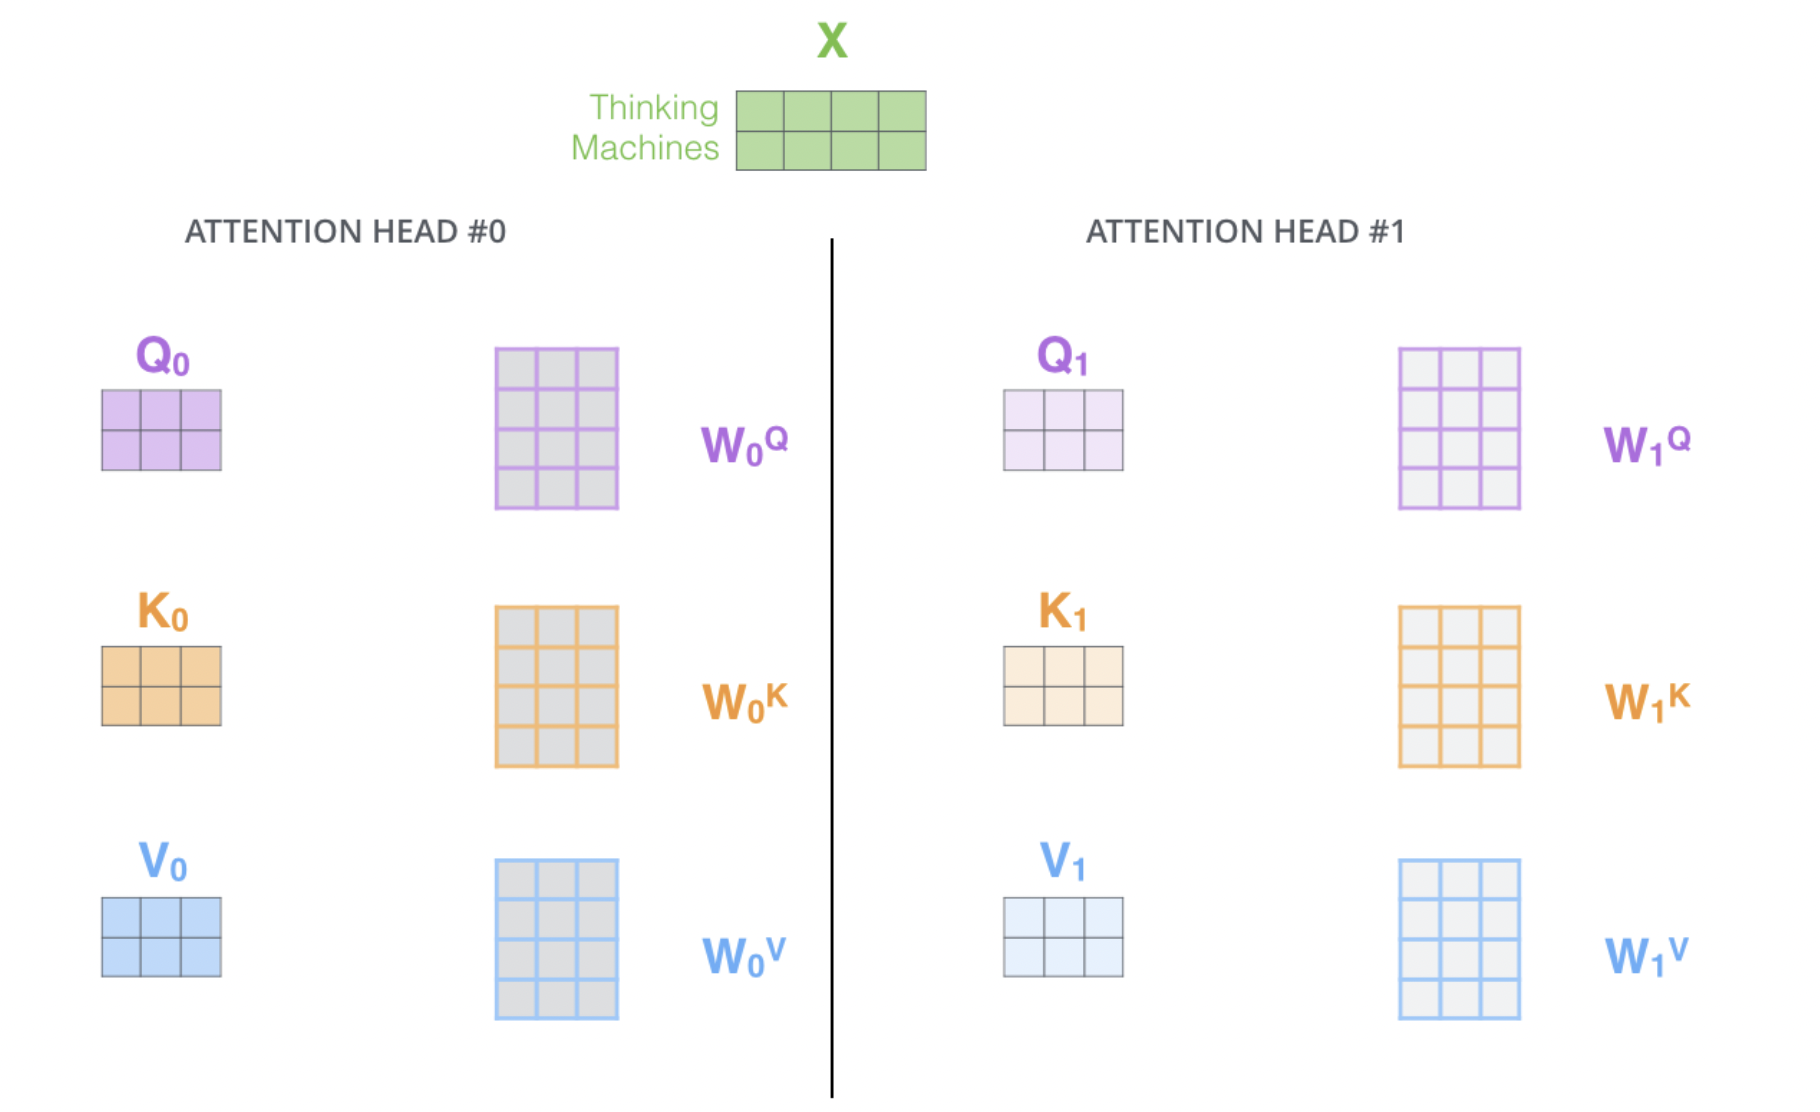 X
Thinking
Machines
ATTENTION HEAD #0
ATTENTION HEAD #1
Q₀
W₀Q
Q₁
W₁Q
K₀
W₀K
K₁
W₁K
V₀
W₀V
V₁
W₁V